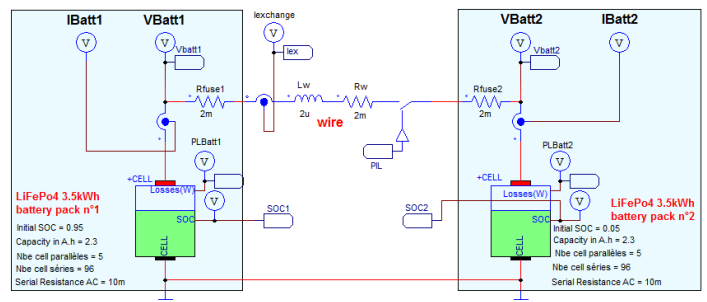 IBatt1
VBatt1
Iexchange
VBatt2
IBatt2
V
V
V
V
V
Vbatt1
Iex
Vbatt2
Rfuse1
Lw
Rw
Rfuse2
2m
2u
2m
2m
wire
PIL
PLBatt1
PLBatt2
V
V
+CELL
+CELL
Losses(W)
Losses(W)
V
V
LiFePo4 3.5kWh
battery pack n°1
SOC
SOC1
SOC2
SOC
LiFePo4 3.5kWh
battery pack n°2
Initial SOC = 0.95
Capacity in A.h = 2.3
Nbe cell parallèles = 5
Nbe cell séries = 96
Serial Resistance AC = 10m
CELL
CELL
Initial SOC = 0.05
Capacity in A.h = 2.3
Nbe cell parallèles = 5
Nbe cell séries = 96
Serial Resistance AC = 10m